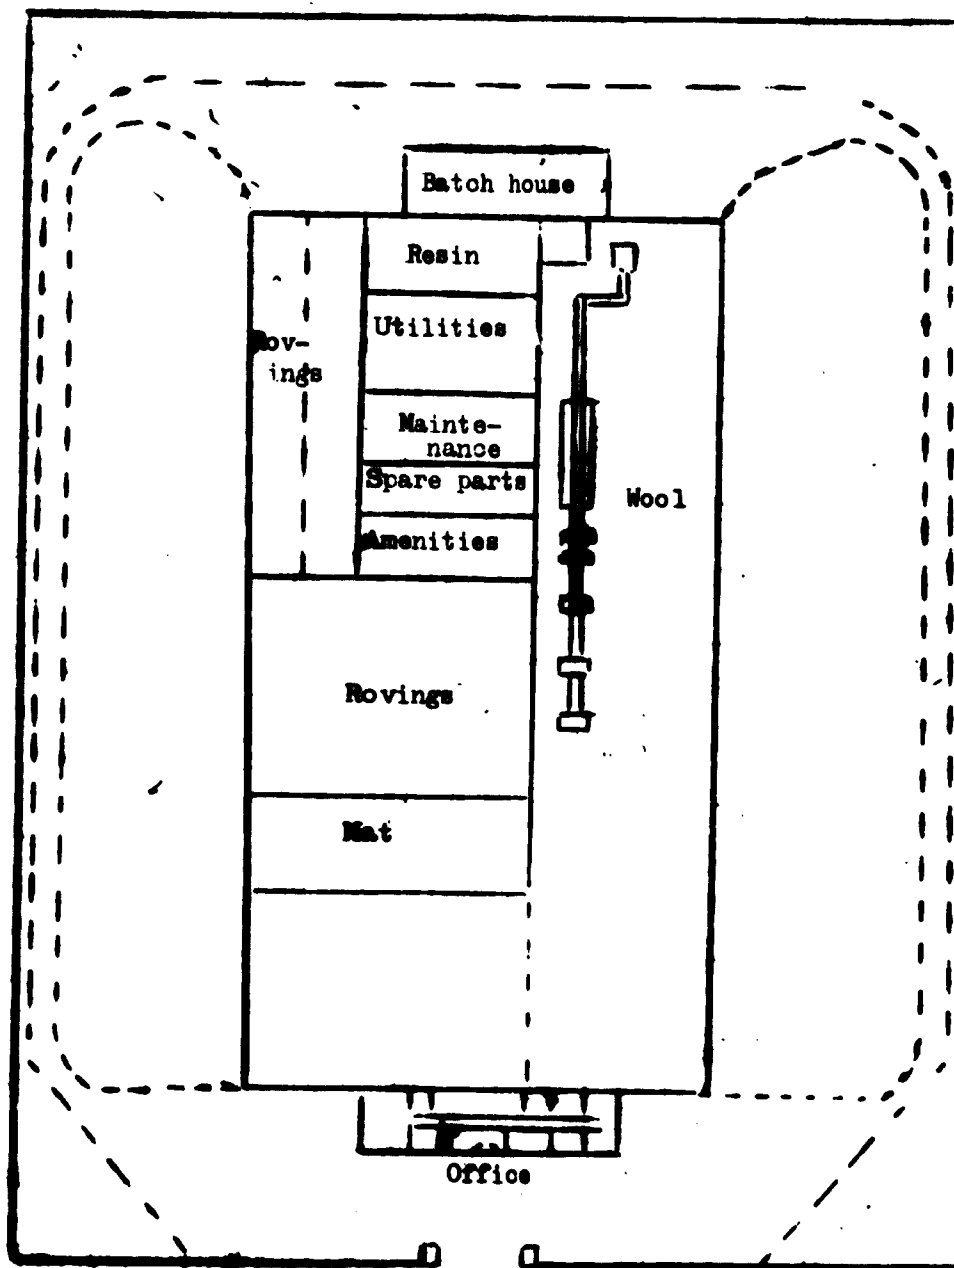 Batch house
Resin
Utilities
Rov-
ings
Mainte-
nance
Spare parts
Wool
Amenities
Rovings
Mat
Office